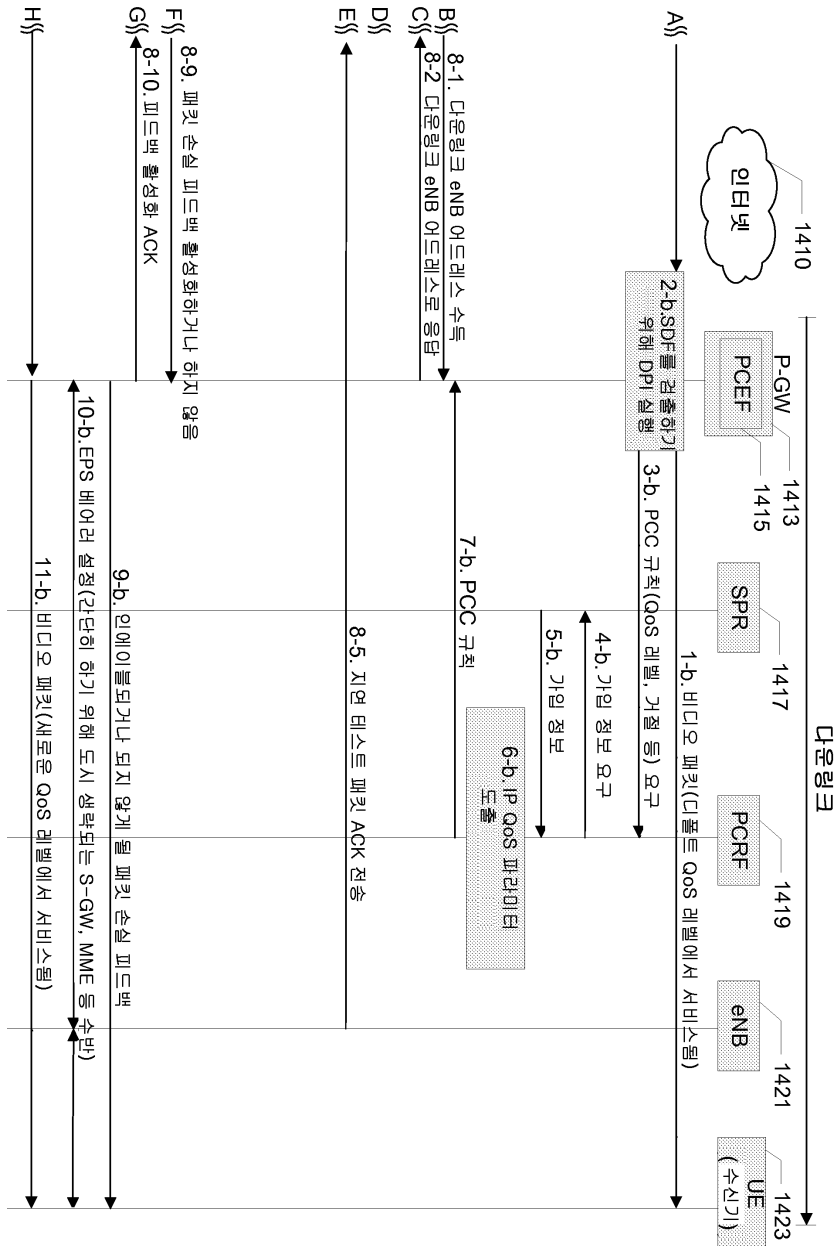 다운링크
1410
인터넷
1413
P-GW
PCEF
1415
SPR
1417
PCRF
1419
eNB
1421
UE
(수신기)
1423
A
1-b. 비디오 패킷(디폴트 QoS 레벨에서 서비스됨)
2-b.SDF를 검출하기
위해 DPI 실행
3-b. PCC 규칙(QoS 레벨, 거절 등) 요구
4-b. 가입 정보 요구
5-b. 가입 정보
6-b. IP QoS 파라미터
도출
7-b. PCC 규칙
B
8-1. 다운링크 eNB 어드레스 수득
C
8-2 다운링크 eNB 어드레스로 응답
D
E
8-5. 지연 테스트 패킷 ACK 전송
F
8-9. 패킷 손실 피드백 활성화하거나 하지 않음
G
8-10. 피드백 활성화 ACK
9-b. 인에이블되거나 되지 않게 될 패킷 손실 피드백
10-b.EPS 베어러 설정(간단히 하기 위해 도시 생략되는 S-GW, MME 등 수반)
H
11-b. 비디오 패킷(새로운 QoS 레벨에서 서비스됨)